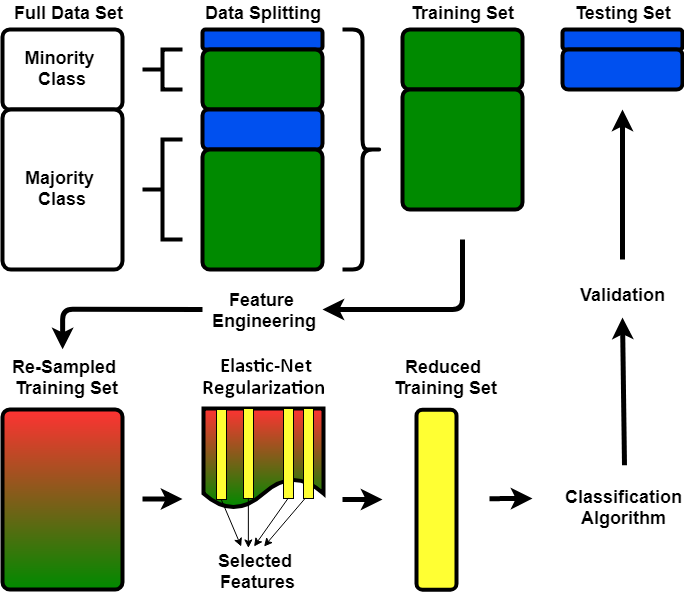 Full Data Set
Data Splitting
Training Set
Testing Set
Minority
Class
Majority
Class
Feature
Engineering
Validation
Re-Sampled
Training Set
Elastic-Net
Regularization
Reduced
Training Set
Classification
Algorithm
Selected
Features